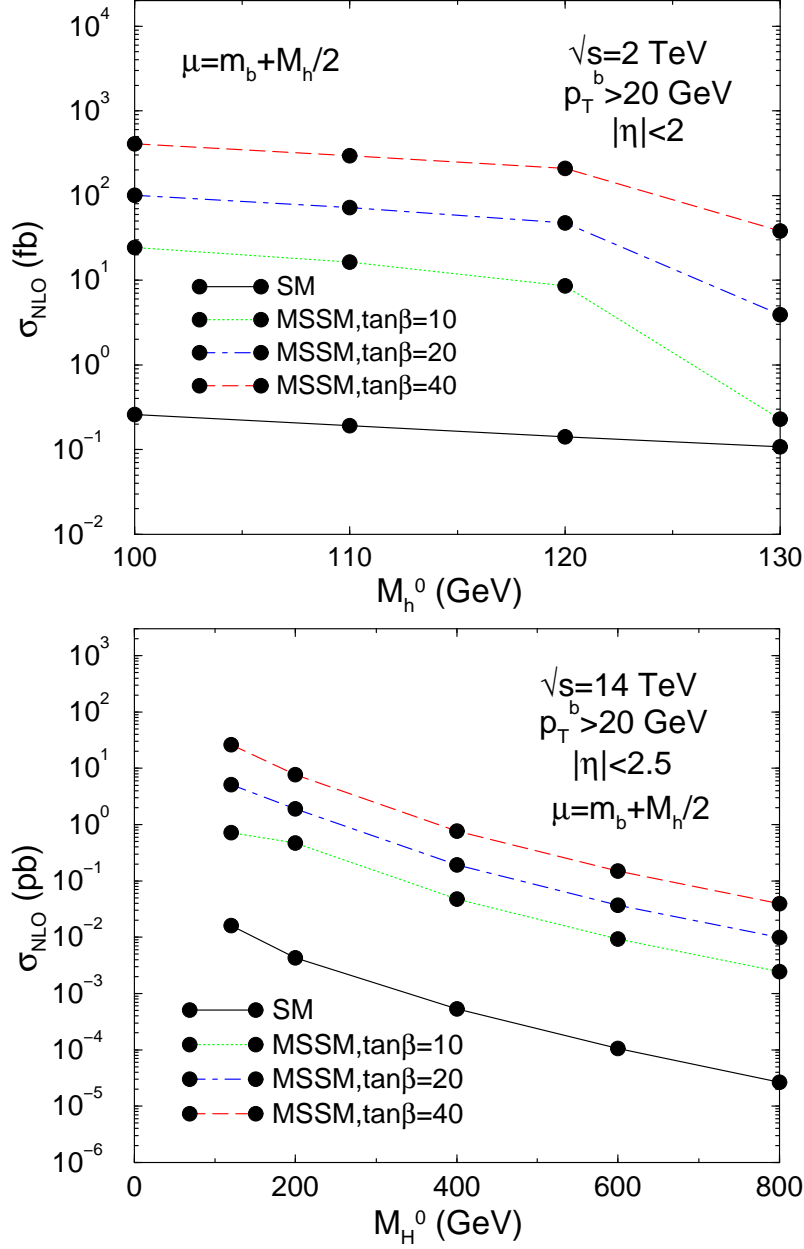 μ=m_b+M_h/2
√s=2 TeV
p_T^b>20 GeV
|η|<2
10^4
10^3
10^2
10^1
10^0
10^−1
10^−2
σ_NLO (fb)
SM
MSSM,tanβ=10
MSSM,tanβ=20
MSSM,tanβ=40
100 110 120 130
M_h^0 (GeV)
√s=14 TeV
p_T^b>20 GeV
|η|<2.5
μ=m_b+M_h/2
10^3
10^2
10^1
10^0
10^−1
10^−2
10^−3
10^−4
10^−5
10^−6
σ_NLO (pb)
SM
MSSM,tanβ=10
MSSM,tanβ=20
MSSM,tanβ=40
0 200 400 600 800
M_H^0 (GeV)